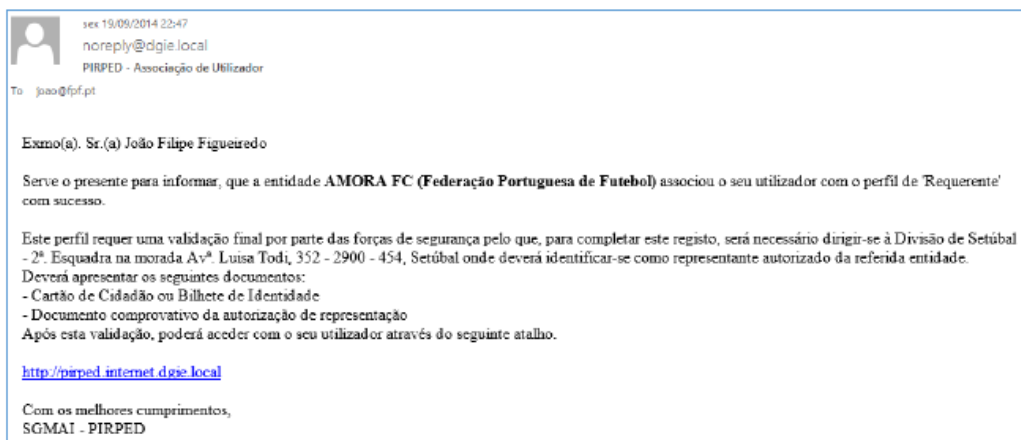 sex 19/09/2014 22:47
noreply@dgie.local
PIRPED - Associação de Utilizador
To joao@fpf.pt
Exmo(a). Sr.(a) João Filipe Figueiredo
Serve o presente para informar, que a entidade AMORA FC (Federação Portuguesa de Futebol) associou o seu utilizador com o perfil de 'Requerente'
com sucesso.
Este perfil requer uma validação final por parte das forças de segurança pelo que, para completar este registo, será necessário dirigir-se à Divisão de Setúbal
- 2ª. Esquadra na morada Avª. Luisa Todi, 352 - 2900 - 454, Setúbal onde deverá identificar-se como representante autorizado da referida entidade.
Deverá apresentar os seguintes documentos:
- Cartão de Cidadão ou Bilhete de Identidade
- Documento comprovativo da autorização de representação
Após esta validação, poderá aceder com o seu utilizador através do seguinte atalho.
http://pirped.internet.dgie.local
Com os melhores cumprimentos,
SGMAI - PIRPED